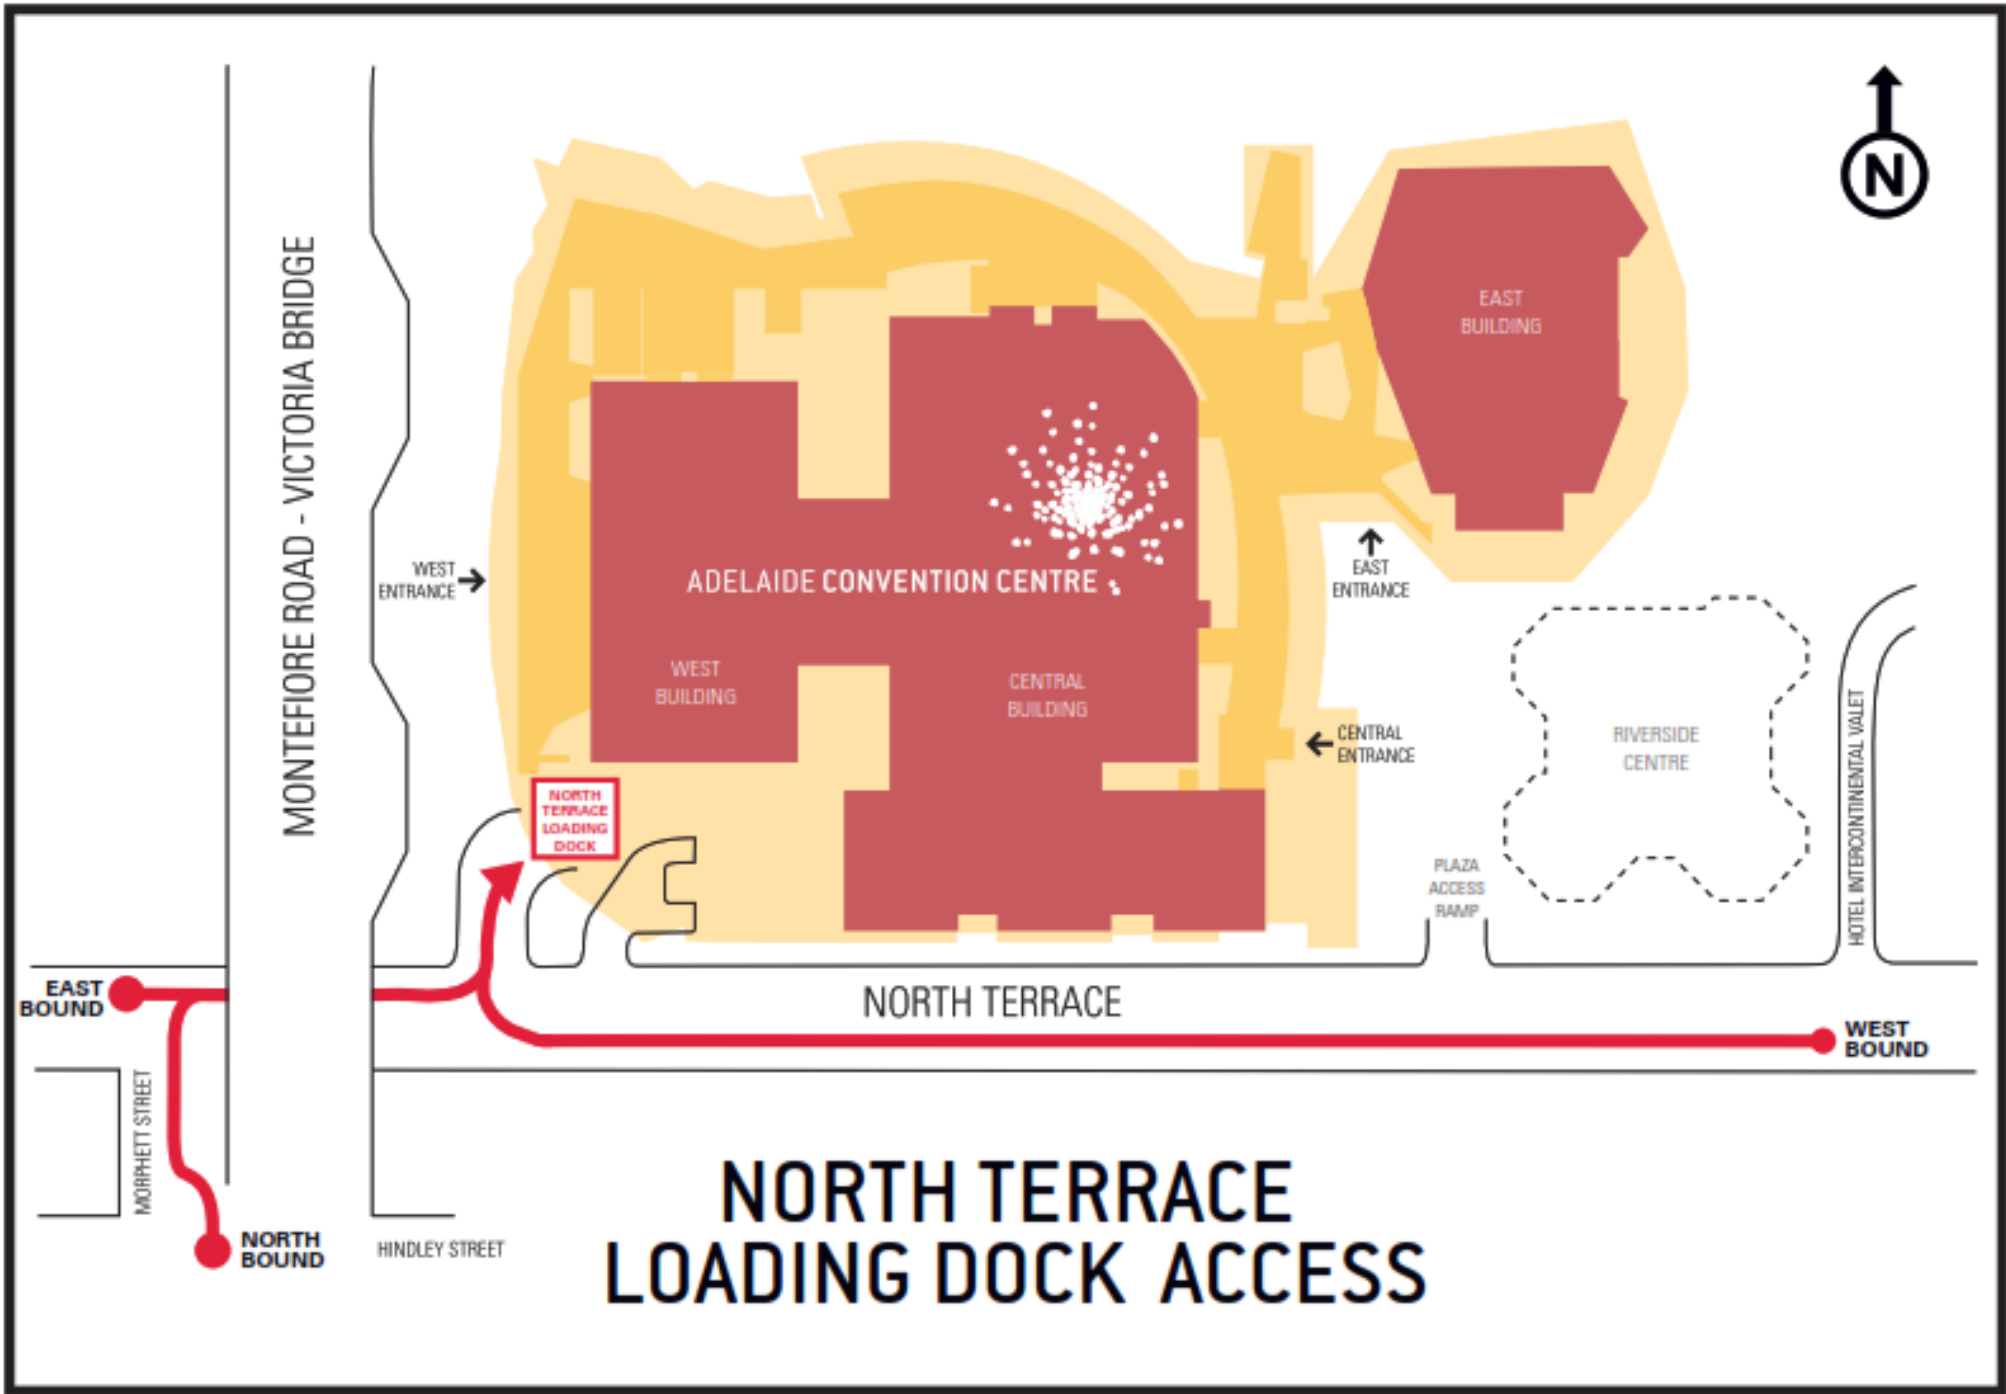 N
MONTEFIORE ROAD - VICTORIA BRIDGE
EAST
BUILDING
WEST
ENTRANCE
ADELAIDE CONVENTION CENTRE
EAST
ENTRANCE
WEST
BUILDING
CENTRAL
BUILDING
CENTRAL
ENTRANCE
RIVERSIDE
CENTRE
HOTEL INTERCONTINENTAL VALET
NORTH
TERRACE
LOADING
DOCK
PLAZA
ACCESS
RAMP
EAST
BOUND
NORTH TERRACE
WEST
BOUND
MORPHETT STREET
NORTH
BOUND
HINDLEY STREET
NORTH TERRACE
LOADING DOCK ACCESS